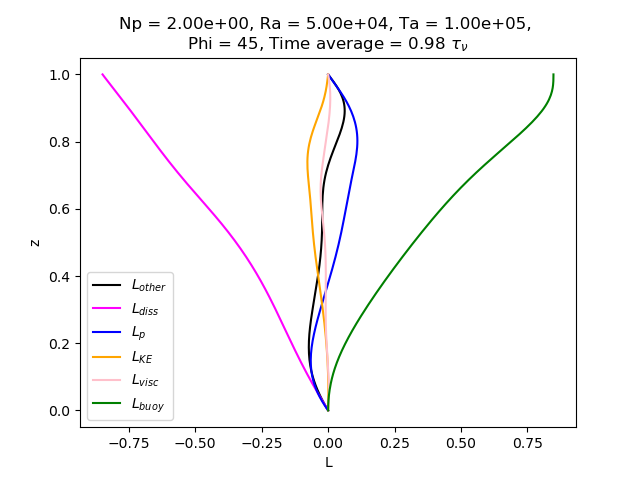 Np = 2.00e+00, Ra = 5.00e+04, Ta = 1.00e+05,
Phi = 45, Time average = 0.98 τ_ν
1.0
0.8
0.6
z
0.4
0.2
0.0
L_other
L_diss
L_p
L_KE
L_visc
L_buoy
−0.75 −0.50 −0.25 0.00 0.25 0.50 0.75
L